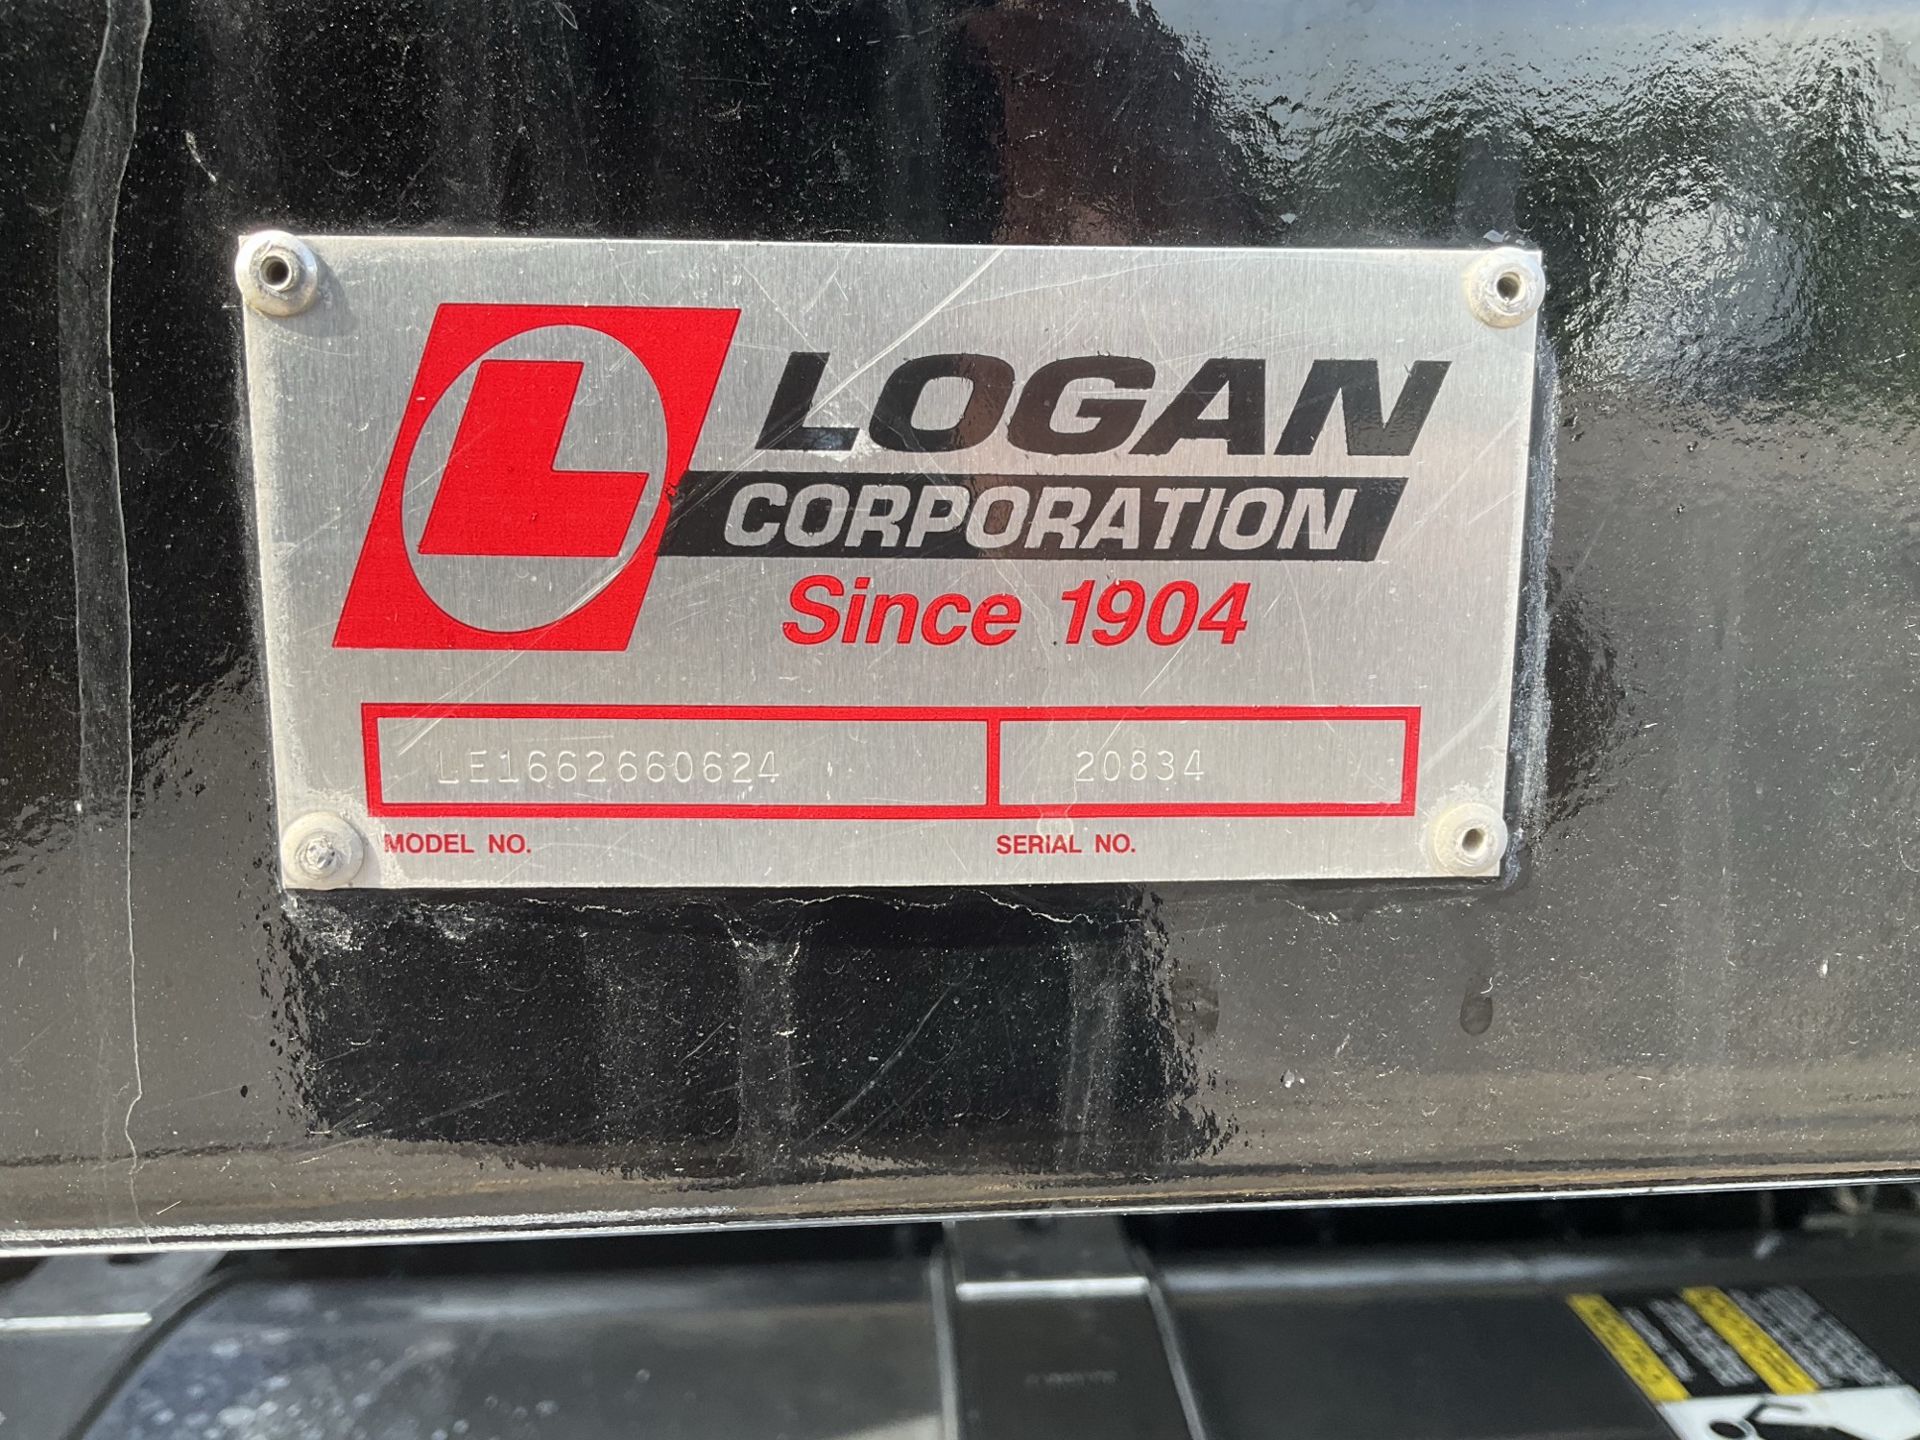 L
LOGAN
CORPORATION
Since 1904
LE1662660624 20834
MODEL NO. SERIAL NO.